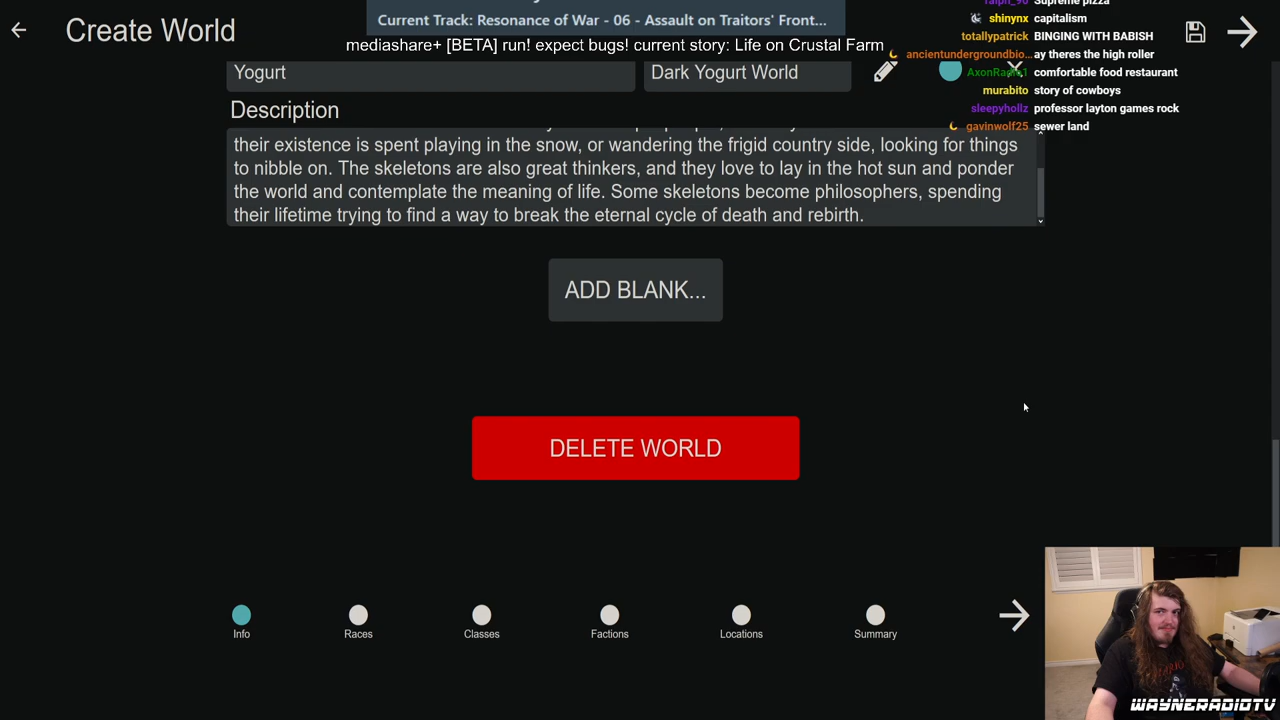 Create World
Current Track: Resonance of War - 06 - Assault on Traitors' Front...
mediashare+ [BETA] run! expect bugs! current story: Life on Crustal Farm
Supreme pizza
shinynx capitalism
totallypatrick BINGING WITH BABISH
ancientundergroundbio... ay theres the high roller
AxonRadio1 comfortable food restaurant
murabito story of cowboys
sleepyhollz professor layton games rock
gavinwolf25 sewer land
Yogurt
Dark Yogurt World
Description
their existence is spent playing in the snow, or wandering the frigid country side, looking for things
to nibble on. The skeletons are also great thinkers, and they love to lay in the hot sun and ponder
the world and contemplate the meaning of life. Some skeletons become philosophers, spending
their lifetime trying to find a way to break the eternal cycle of death and rebirth.
ADD BLANK...
DELETE WORLD
Info
Races
Classes
Factions
Locations
Summary
WAYNERADIOTV